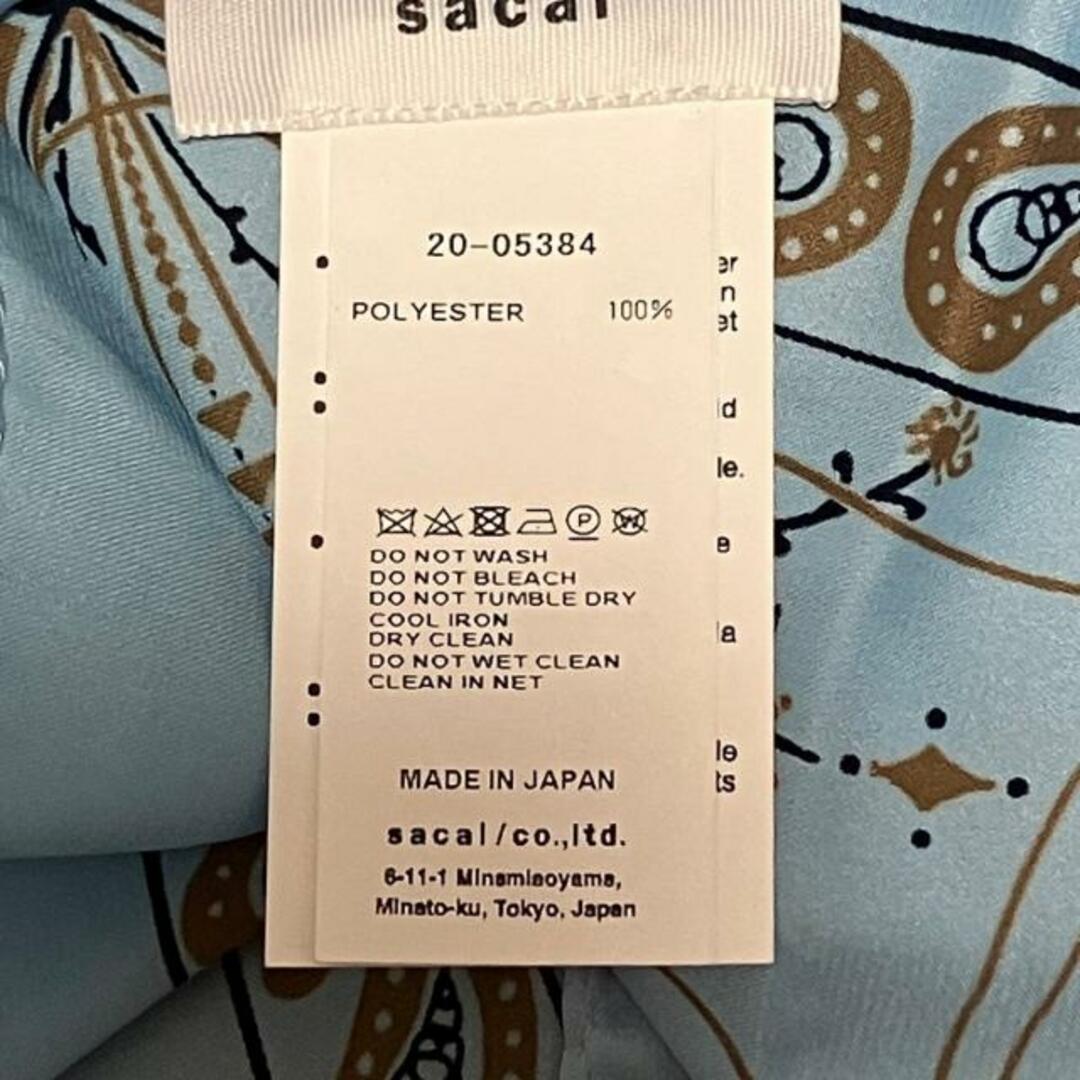 sacai
20-05384
POLYESTER 100%
DO NOT WASH
DO NOT BLEACH
DO NOT TUMBLE DRY
COOL IRON
DRY CLEAN
DO NOT WET CLEAN
CLEAN IN NET
MADE IN JAPAN
sacai/co.,ltd.
6-11-1 Minamiaoyama,
Minato-ku, Tokyo, Japan